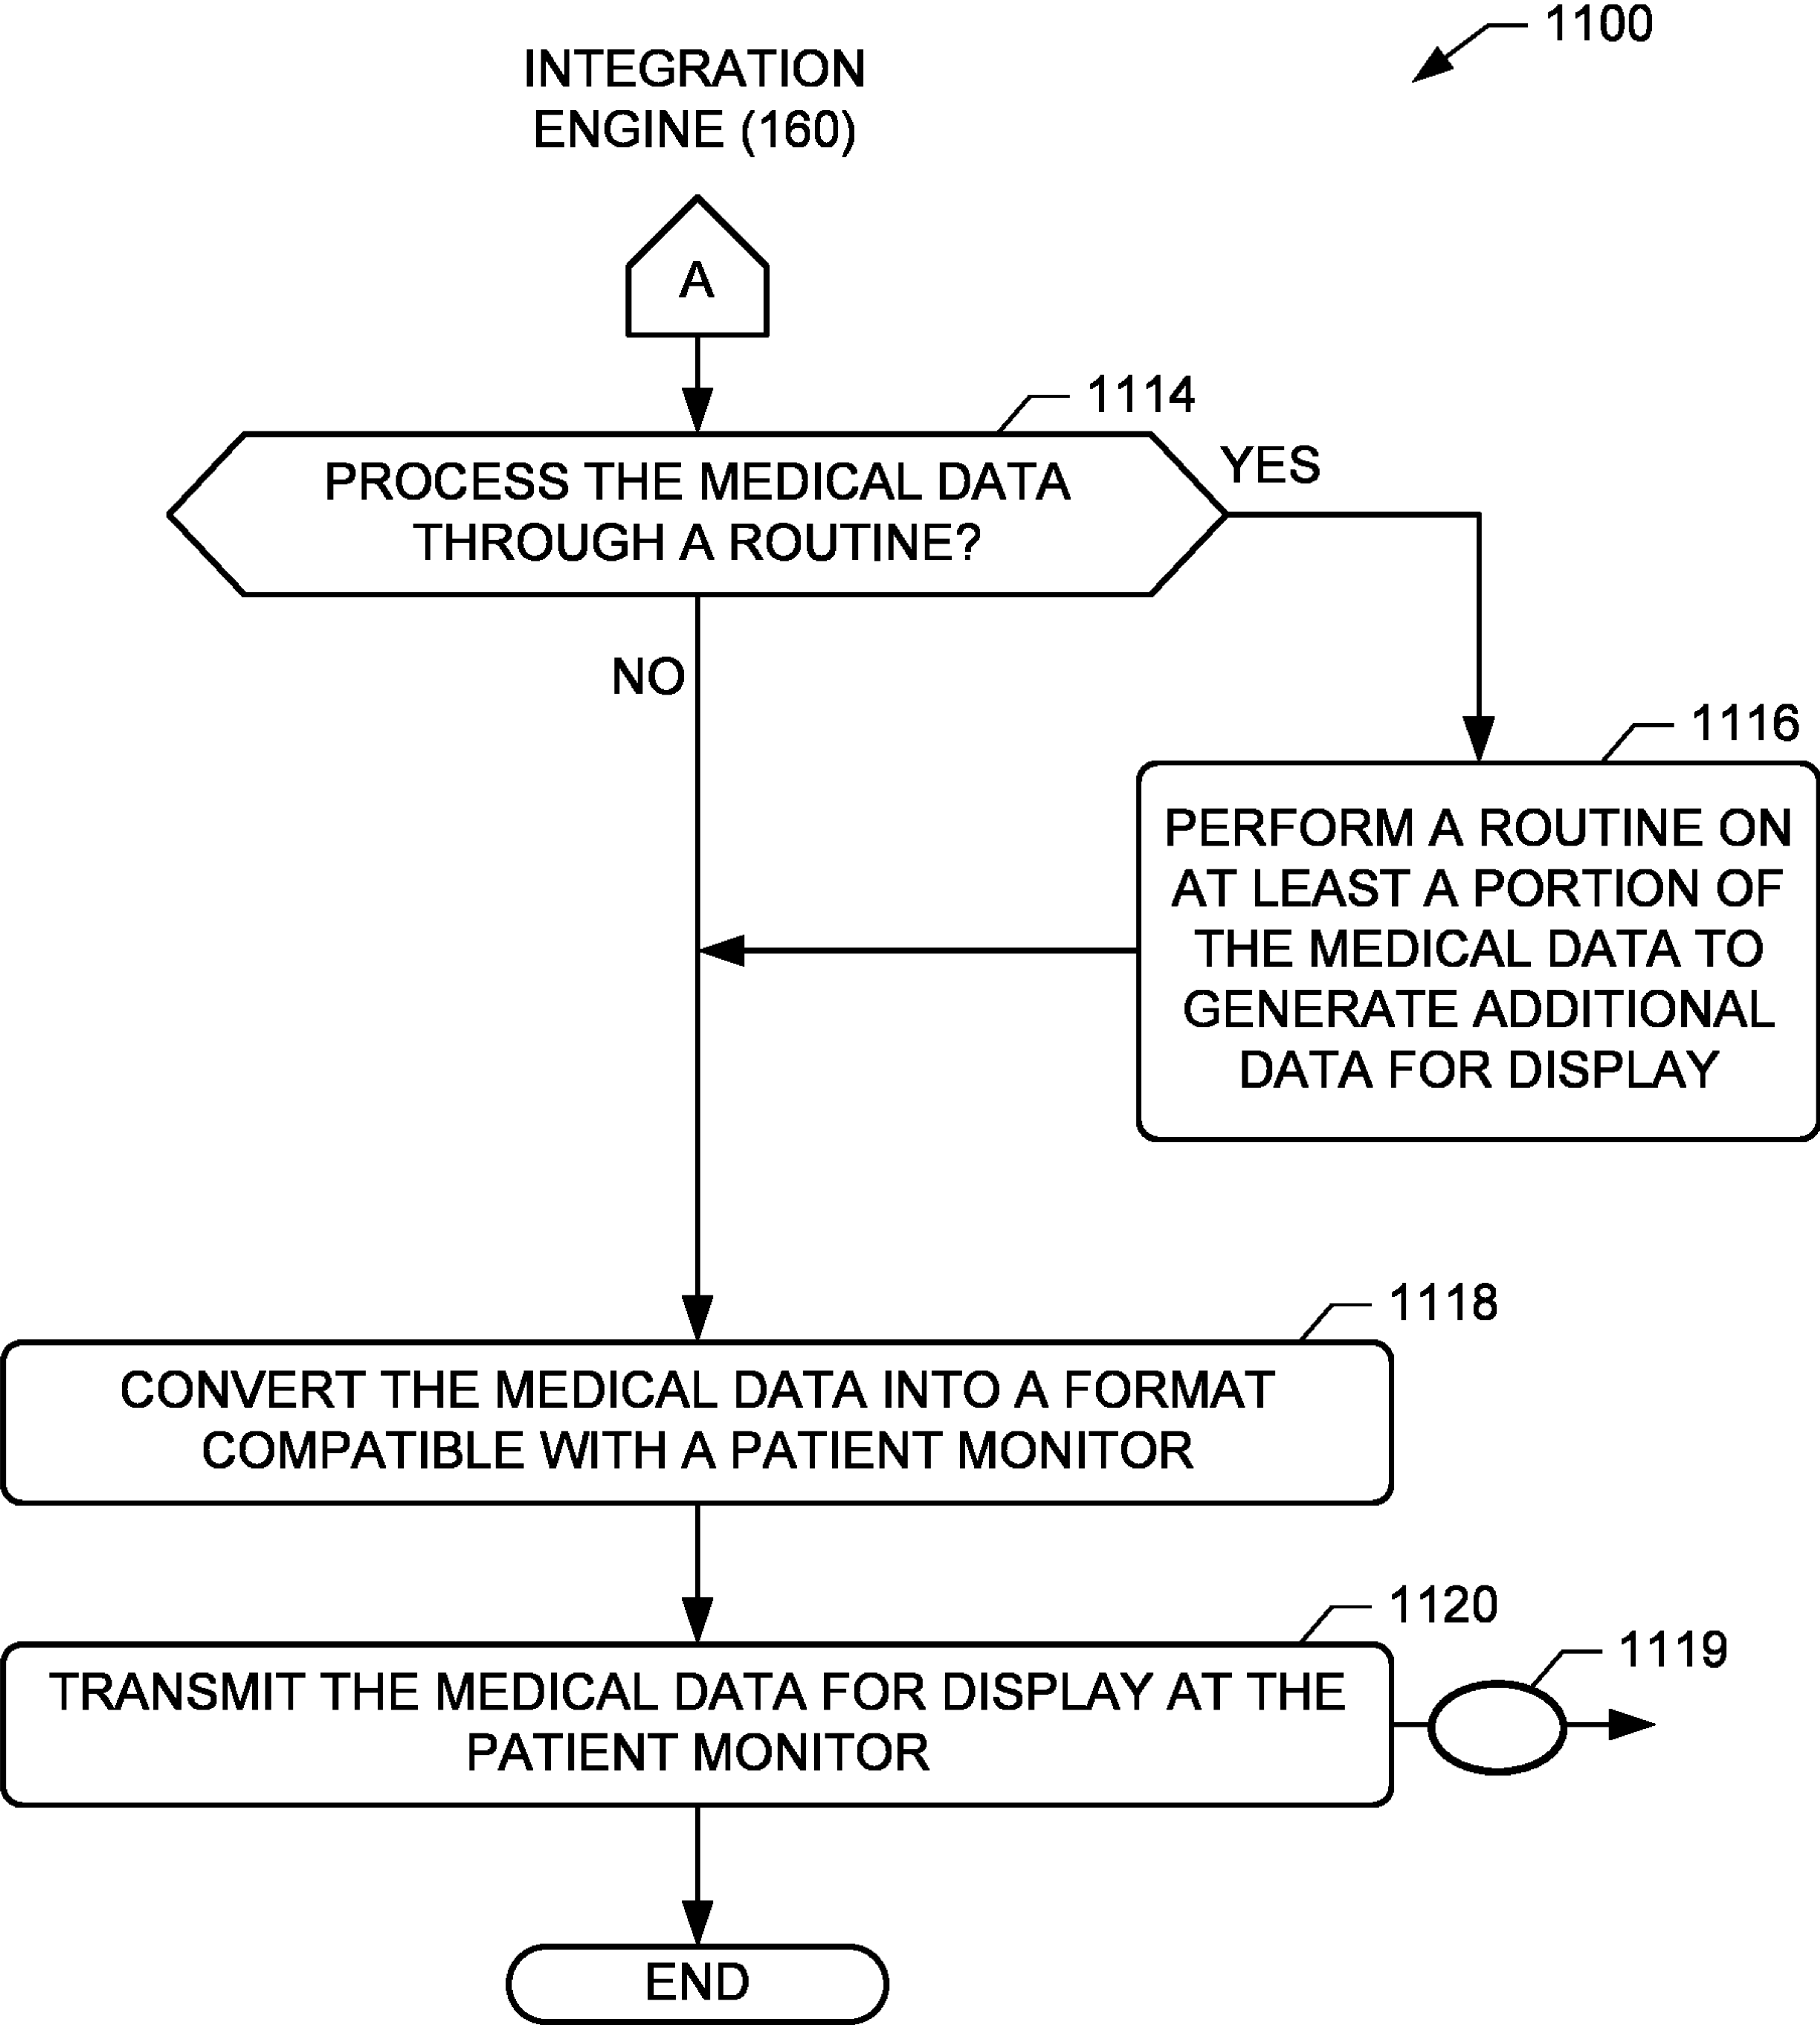 1100
INTEGRATION
ENGINE (160)
A
1114
PROCESS THE MEDICAL DATA
THROUGH A ROUTINE?
YES
NO
1116
PERFORM A ROUTINE ON
AT LEAST A PORTION OF
THE MEDICAL DATA TO
GENERATE ADDITIONAL
DATA FOR DISPLAY
1118
CONVERT THE MEDICAL DATA INTO A FORMAT
COMPATIBLE WITH A PATIENT MONITOR
1120
TRANSMIT THE MEDICAL DATA FOR DISPLAY AT THE
PATIENT MONITOR
1119
END